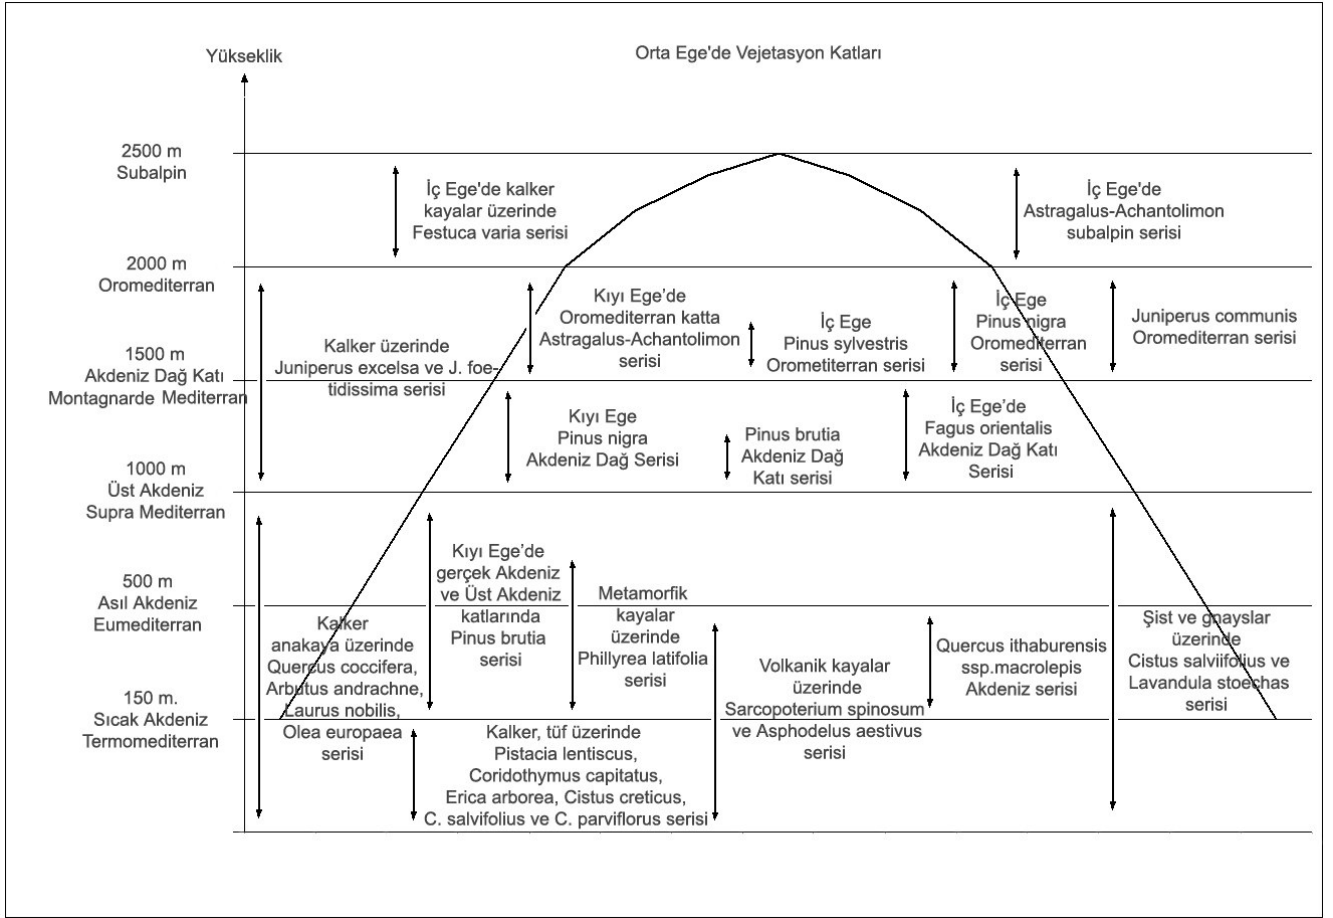 Orta Ege'de Vejetasyon Katları
Yükseklik
2500 m
Subalpin
İç Ege'de kalker
kayalar üzerinde
Festuca varia serisi
İç Ege'de
Astragalus-Achantolimon
subalpin serisi
2000 m
Oromediterran
Kalker üzerinde
Juniperus excelsa ve J. foe-
tidissima serisi
Kıyı Ege’de
Oromediterran katta
Astragalus-Achantolimon
serisi
İç Ege
Pinus sylvestris
Orometiterran serisi
İç Ege
Pinus nigra
Oromediterran
serisi
Juniperus communis
Oromediterran serisi
1500 m
Akdeniz Dağ Katı
Montagnarde Mediterran
Kıyı Ege
Pinus nigra
Akdeniz Dağ Serisi
Pinus brutia
Akdeniz Dağ
Katı serisi
İç Ege’de
Fagus orientalis
Akdeniz Dağ Katı
Serisi
1000 m
Üst Akdeniz
Supra Mediterran
Kıyı Ege’de
gerçek Akdeniz
ve Üst Akdeniz
katlarında
Pinus brutia
serisi
Metamorfik
kayalar
üzerinde
Phillyrea latifolia
serisi
500 m
Asıl Akdeniz
Eumediterran
Kalker
anakaya üzerinde
Quercus coccifera,
Arbutus andrachne,
Laurus nobilis,
Olea europaea
serisi
Volkanik kayalar
üzerinde
Sarcopoterium spinosum
ve Asphodelus aestivus
serisi
Quercus ithaburensis
ssp.macrolepis
Akdeniz serisi
Şist ve gnayslar
üzerinde
Cistus salviifolius ve
Lavandula stoechas
serisi
150 m.
Sıcak Akdeniz
Termomediterran
Kalker, tüf üzerinde
Pistacia lentiscus,
Coridothymus capitatus,
Erica arborea, Cistus creticus,
C. salvifolius ve C. parviflorus serisi